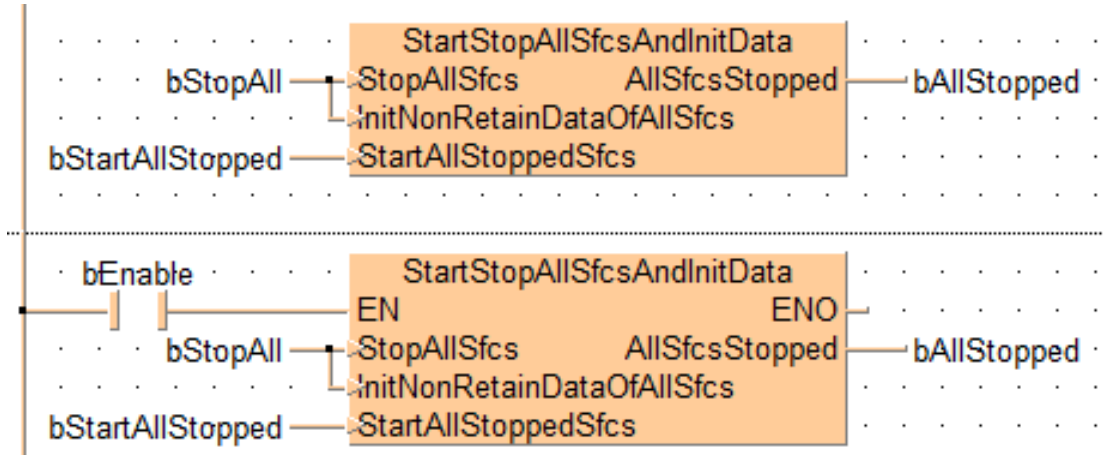 StartStopAllSfcsAndInitData
bStopAll StopAllSfcs AllSfcsStopped bAllStopped
InitNonRetainDataOfAllSfcs
bStartAllStopped StartAllStoppedSfcs
bEnable StartStopAllSfcsAndInitData
EN ENO
bStopAll StopAllSfcs AllSfcsStopped bAllStopped
InitNonRetainDataOfAllSfcs
bStartAllStopped StartAllStoppedSfcs